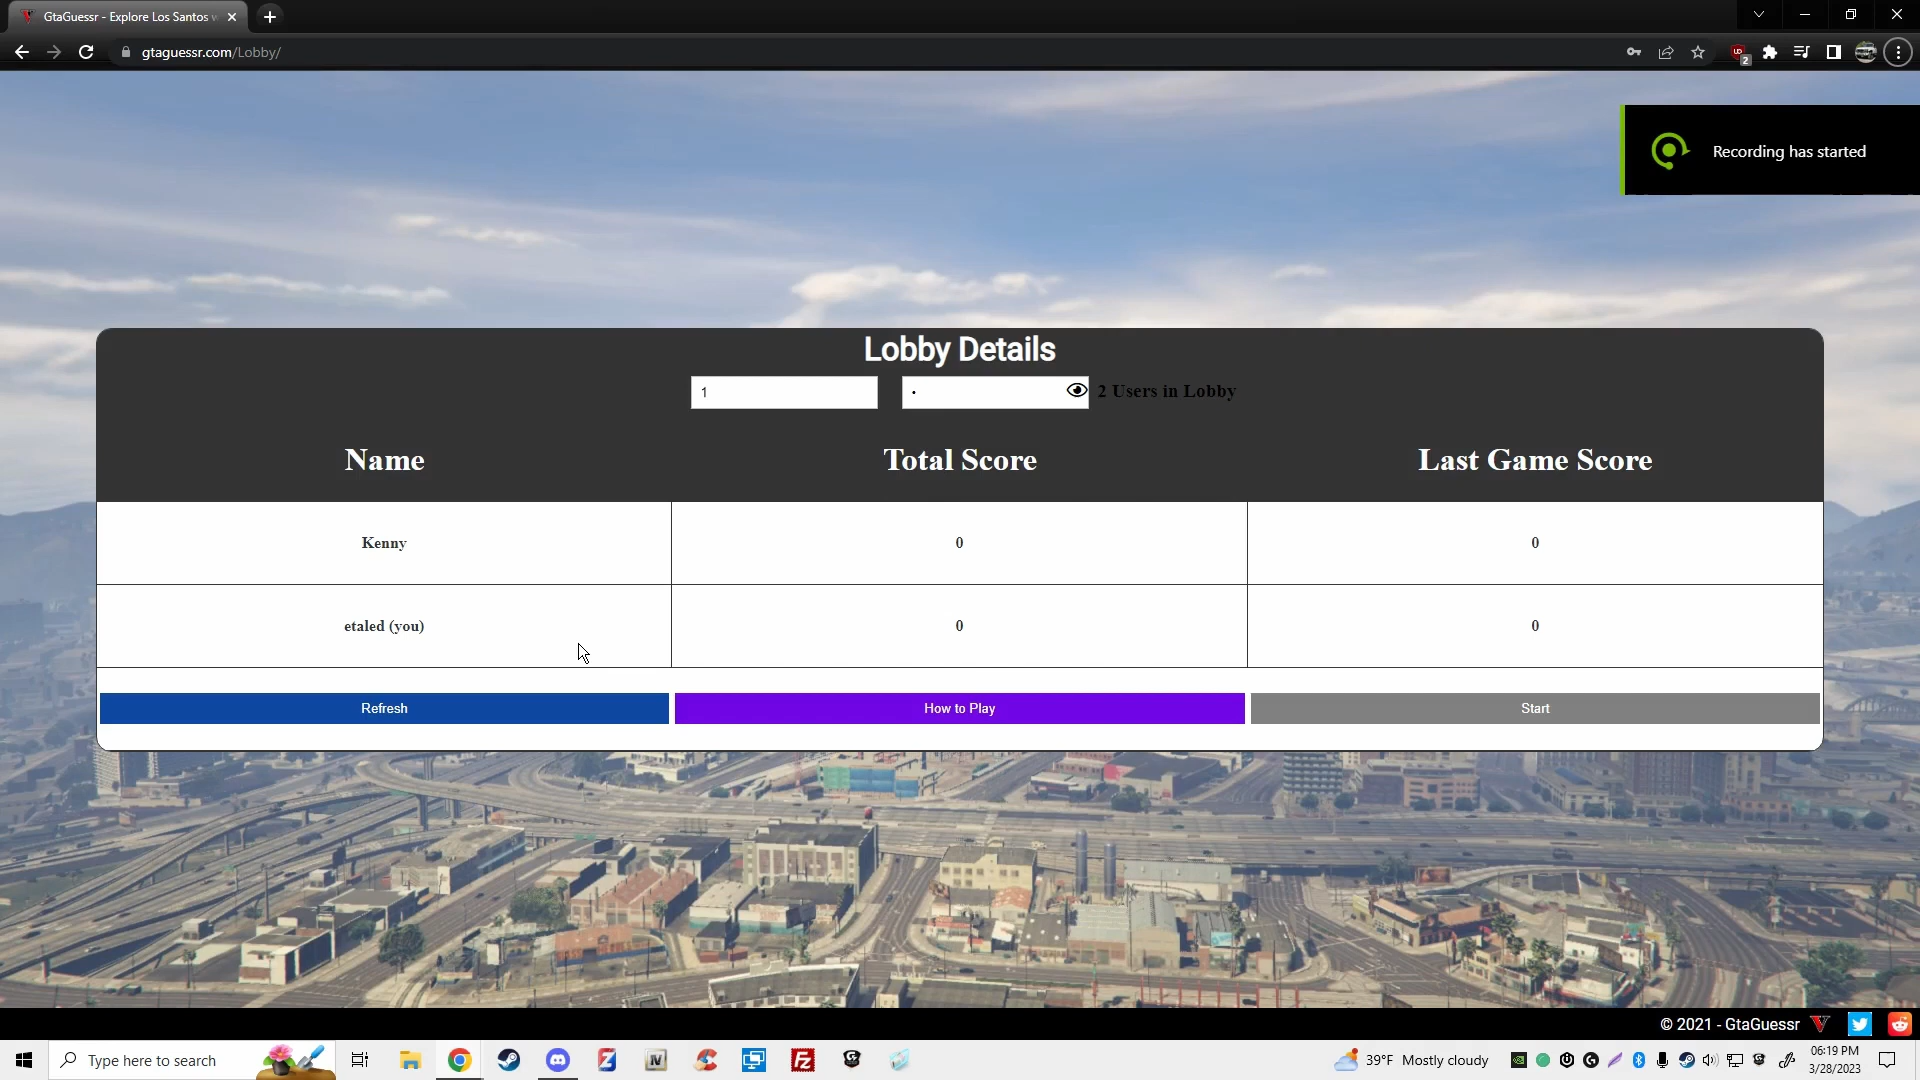 GtaGuessr - Explore Los Santos w
gtaguessr.com/Lobby/
2
Recording has started
Lobby Details
1
•
2 Users in Lobby
Name Total Score Last Game Score
Kenny 0 0
etaled (you) 0 0
Refresh How to Play Start
© 2021 - GtaGuessr
Type here to search
39°F Mostly cloudy
06:19 PM
3/28/2023